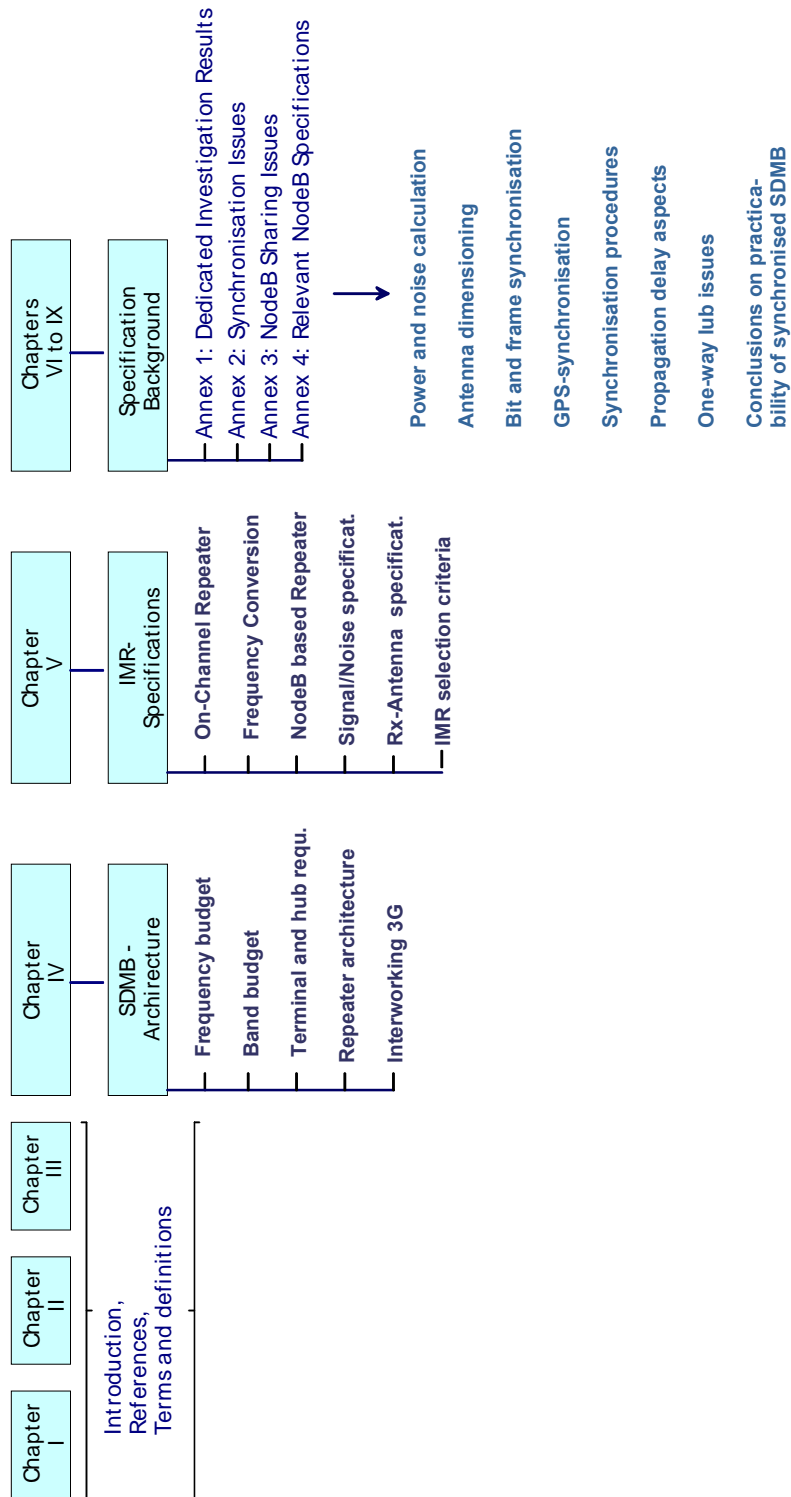 Chapter
I
Chapter
II
Chapter
III
Introduction,
References,
Terms and definitions
Chapter
IV
SDMB -
Archirecture
Frequency budget
Band budget
Terminal and hub requ.
Repeater architecture
Interworking 3G
Chapter
V
IMR-
Specifications
On-Channel Repeater
Frequency Conversion
NodeB based Repeater
Signal/Noise specificat.
Rx-Antenna specificat.
IMR selection criteria
Chapters
VI to IX
Specification
Background
Annex 1: Dedicated Investigation Results
Annex 2: Synchronisation Issues
Annex 3: NodeB Sharing Issues
Annex 4: Relevant NodeB Specifications
Power and noise calculation
Antenna dimensioning
Bit and frame synchronisation
GPS-synchronisation
Synchronisation procedures
Propagation delay aspects
One-way Iub issues
Conclusions on practica-
bility of synchronised SDMB